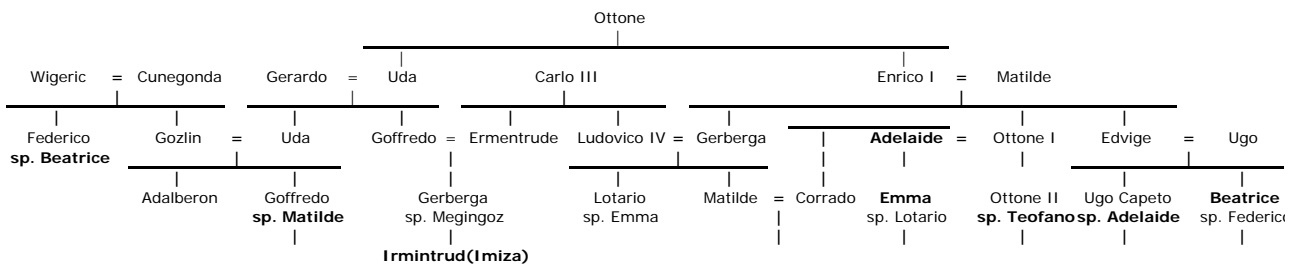 Ottone
Wigeric = Cunegonda Gerardo = Uda Carlo III Enrico I = Matilde
Federico Gozlin = Uda Goffredo = Ermentrude Ludovico IV = Gerberga Adelaide = Ottone I Edvige = Ugo
sp. Beatrice
Adalberon Goffredo Gerberga Lotario Matilde = Corrado Emma Ottone II Ugo Capeto Beatrice
sp. Matilde sp. Megingoz sp. Emma sp. Lotario sp. Teofano sp. Adelaide sp. Federico
Irmintrud(Imiza)